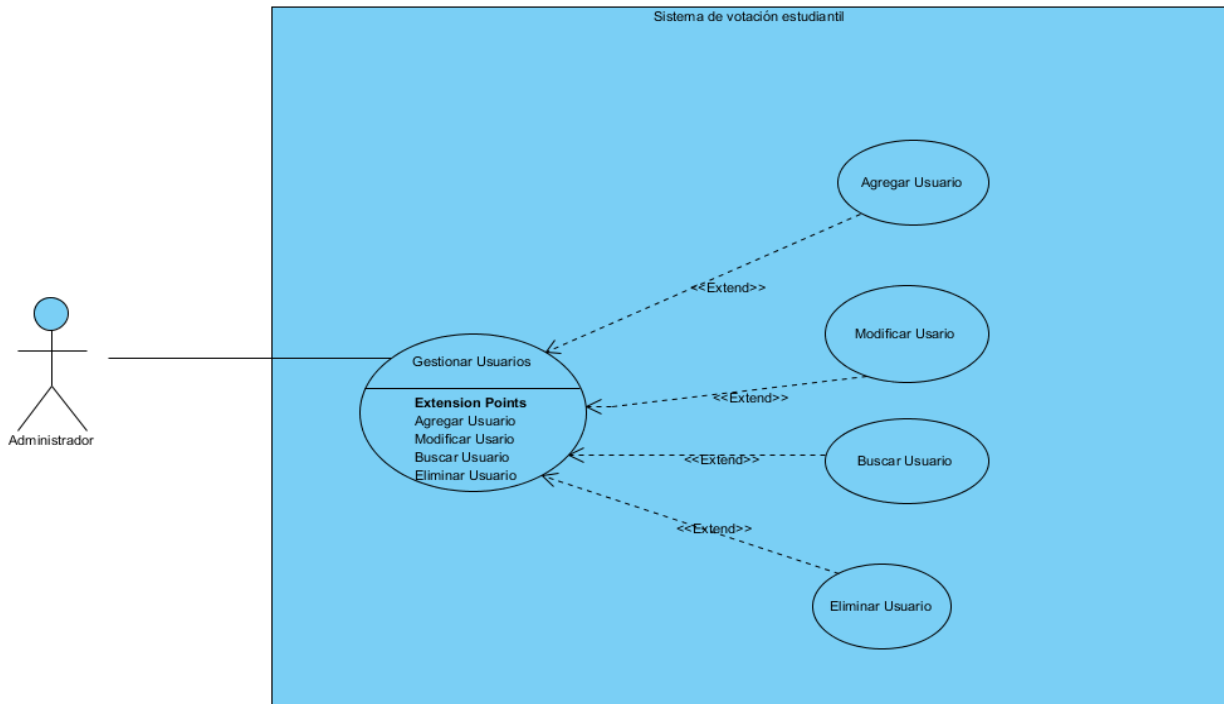 Sistema de votación estudiantil
Agregar Usuario
<<Extend>>
Modificar Usario
Gestionar Usuarios
<<Extend>>
Extension Points
Agregar Usuario
Modificar Usario
Buscar Usuario
Eliminar Usuario
Administrador
<<Extend>>
Buscar Usuario
<<Extend>>
Eliminar Usuario